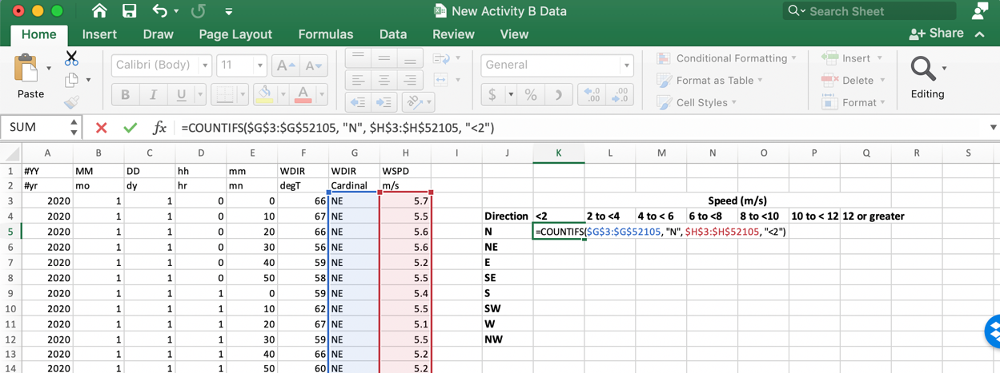 New Activity B Data
Search Sheet
Home Insert Draw Page Layout Formulas Data Review View Share
Paste Calibri (Body) 11 A A General Conditional Formatting Insert
B I U A $ % .0 .00 .00 .0 Format as Table Delete
ab Cell Styles Format
Editing
SUM fx =COUNTIFS($G$3:$G$52105, "N", $H$3:$H$52105, "<2")
A B C D E F G H I J K L M N O P Q R S
1 #YY MM DD hh mm WDIR WDIR WSPD
2 #yr mo dy hr mn degT Cardinal m/s
3 2020 1 1 0 0 66 NE 5.7 Speed (m/s)
4 2020 1 1 0 10 67 NE 5.5 Direction <2 2 to <4 4 to < 6 6 to <8 8 to <10 10 to < 12 12 or greater
5 2020 1 1 0 20 66 NE 5.6 N =COUNTIFS($G$3:$G$52105, "N", $H$3:$H$52105, "<2")
6 2020 1 1 0 30 56 NE 5.6 NE
7 2020 1 1 0 40 59 NE 5.2 E
8 2020 1 1 0 50 58 NE 5.5 SE
9 2020 1 1 1 0 59 NE 5.4 S
10 2020 1 1 1 10 62 NE 5.5 SW
11 2020 1 1 1 20 67 NE 5.1 W
12 2020 1 1 1 30 59 NE 5.5 NW
13 2020 1 1 1 40 66 NE 5.2
14 2020 1 1 1 50 60 NE 5.2